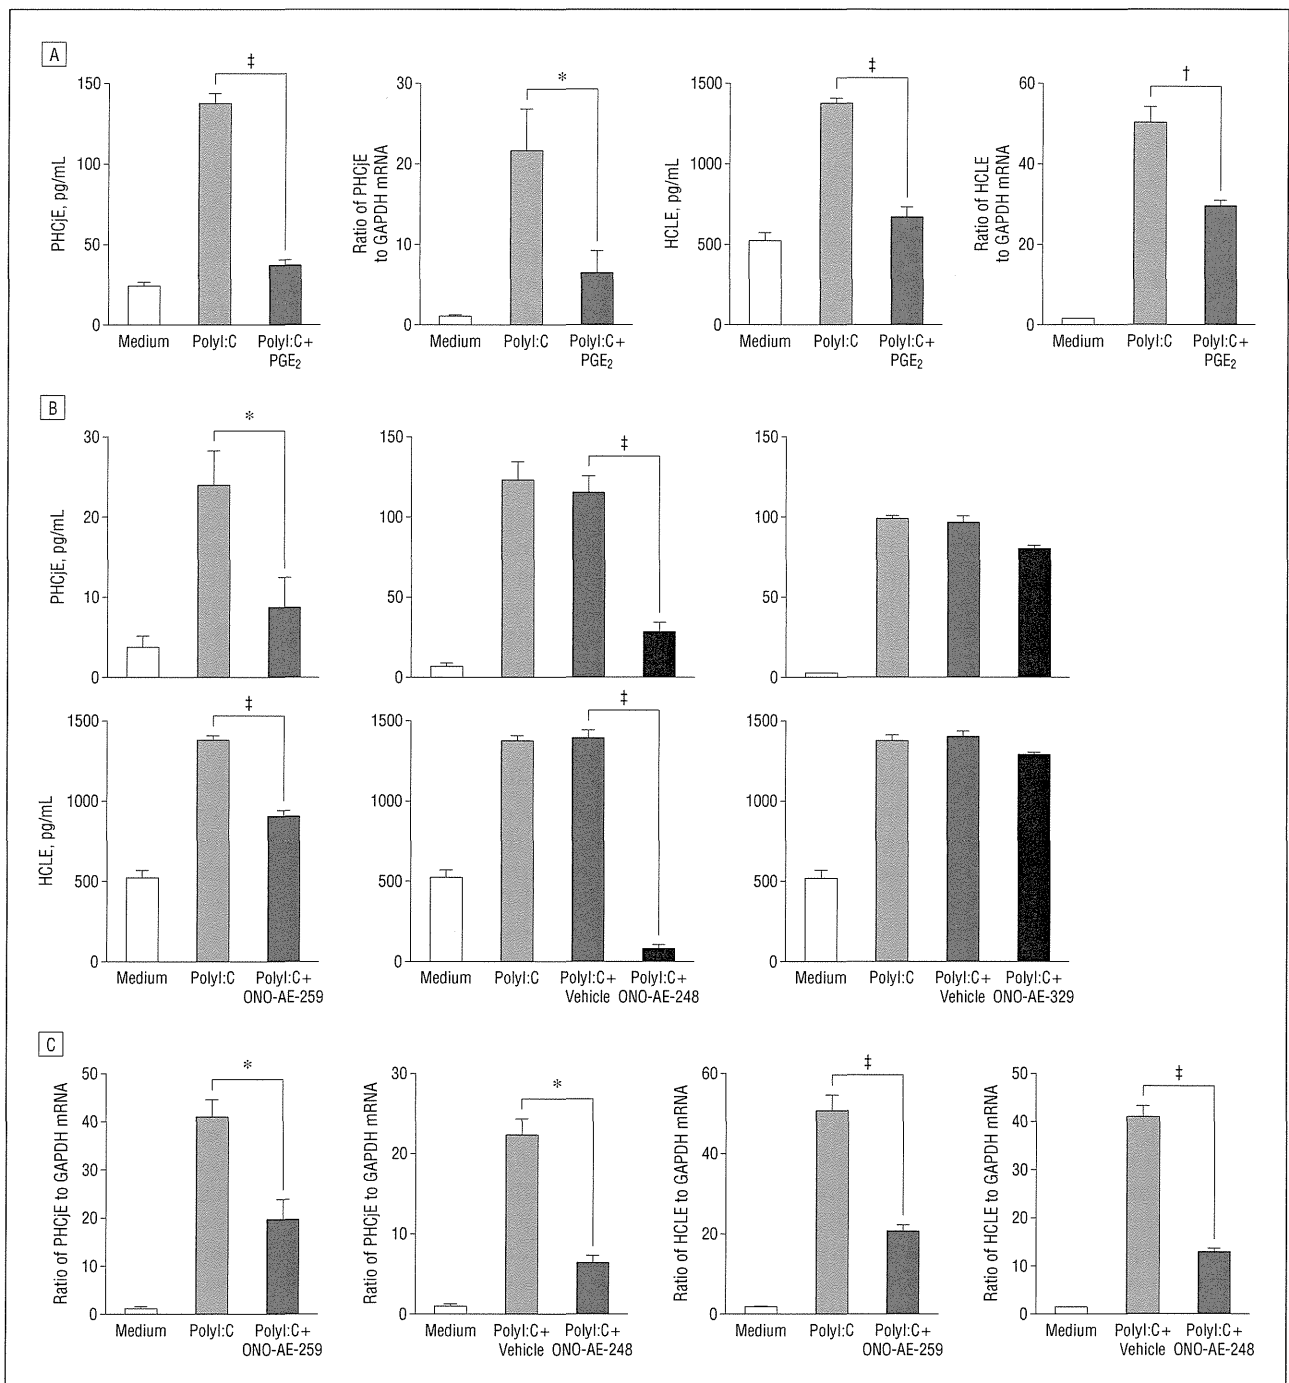 A
‡
150
100
50
0
PHCjE, pg/mL
Medium
PolyI:C
PolyI:C+
PGE2
*
30
20
10
0
Ratio of PHCjE
to GAPDH mRNA
Medium
PolyI:C
PolyI:C+
PGE2
‡
1500
1000
500
0
HCLE, pg/mL
Medium
PolyI:C
PolyI:C+
PGE2
†
60
40
20
0
Ratio of HCLE
to GAPDH mRNA
Medium
PolyI:C
PolyI:C+
PGE2
B
*
30
20
10
0
PHCjE, pg/mL
‡
150
100
50
0
150
100
50
0
‡
1500
1000
500
0
HCLE, pg/mL
Medium
PolyI:C
PolyI:C+
ONO-AE-259
‡
1500
1000
500
0
Medium
PolyI:C
PolyI:C+
Vehicle
PolyI:C+
ONO-AE-248
1500
1000
500
0
Medium
PolyI:C
PolyI:C+
Vehicle
PolyI:C+
ONO-AE-329
C
*
50
40
30
20
10
0
Ratio of PHCjE to GAPDH mRNA
Medium
PolyI:C
PolyI:C+
ONO-AE-259
*
30
20
10
0
Ratio of PHCjE to GAPDH mRNA
Medium
PolyI:C+
Vehicle
PolyI:C+
ONO-AE-248
‡
60
40
20
0
Ratio of HCLE to GAPDH mRNA
Medium
PolyI:C
PolyI:C+
ONO-AE-259
‡
50
40
30
20
10
0
Ratio of HCLE to GAPDH mRNA
Medium
PolyI:C+
Vehicle
PolyI:C+
ONO-AE-248